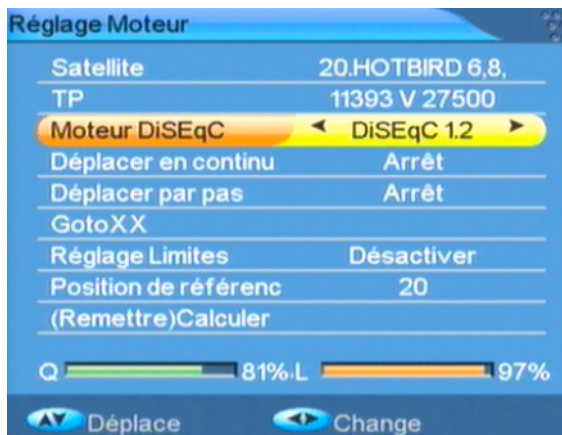 Réglage Moteur
Satellite 20.HOTBIRD 6,8,
TP 11393 V 27500
Moteur DiSEqC DiSEqC 1.2
Déplacer en continu Arrêt
Déplacer par pas Arrêt
GotoXX
Réglage Limites Désactiver
Position de référenc 20
(Remettre)Calculer
Q 81% L 97%
Déplace Change